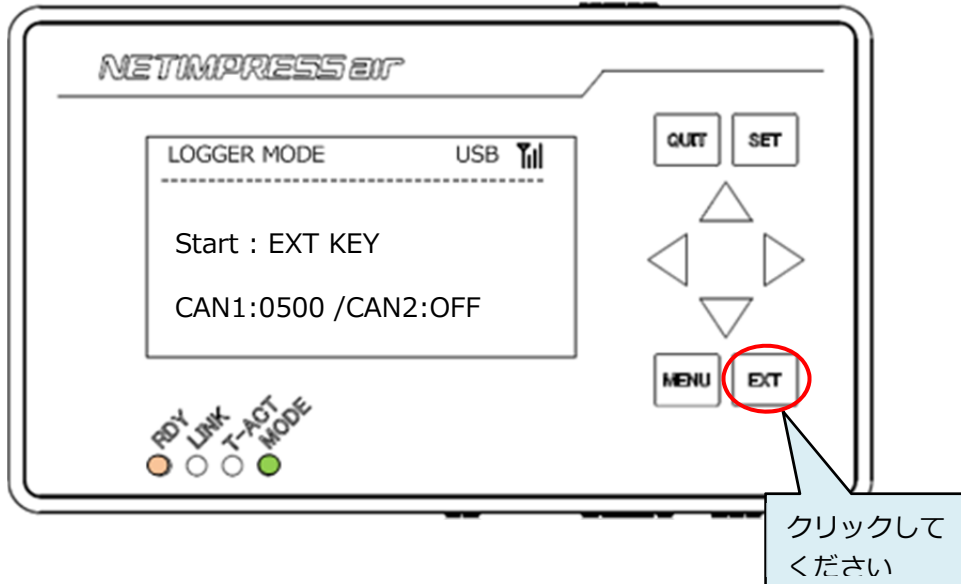 NETIMPRESS air
LOGGER MODE USB
QUIT SET
Start : EXT KEY
CAN1:0500 /CAN2:OFF
MENU EXT
RDY LINK T-ACT MODE
クリックして
ください